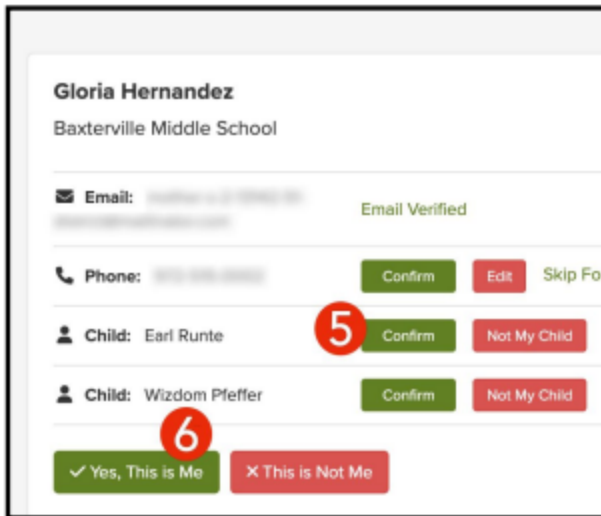 Gloria Hernandez
Baxterville Middle School
Email:
Email Verified
Phone: Confirm Edit Skip Fo
5
Child: Earl Runte Confirm Not My Child
Child: Wizdom Pfeffer Confirm Not My Child
6
✓ Yes, This is Me ✕ This is Not Me